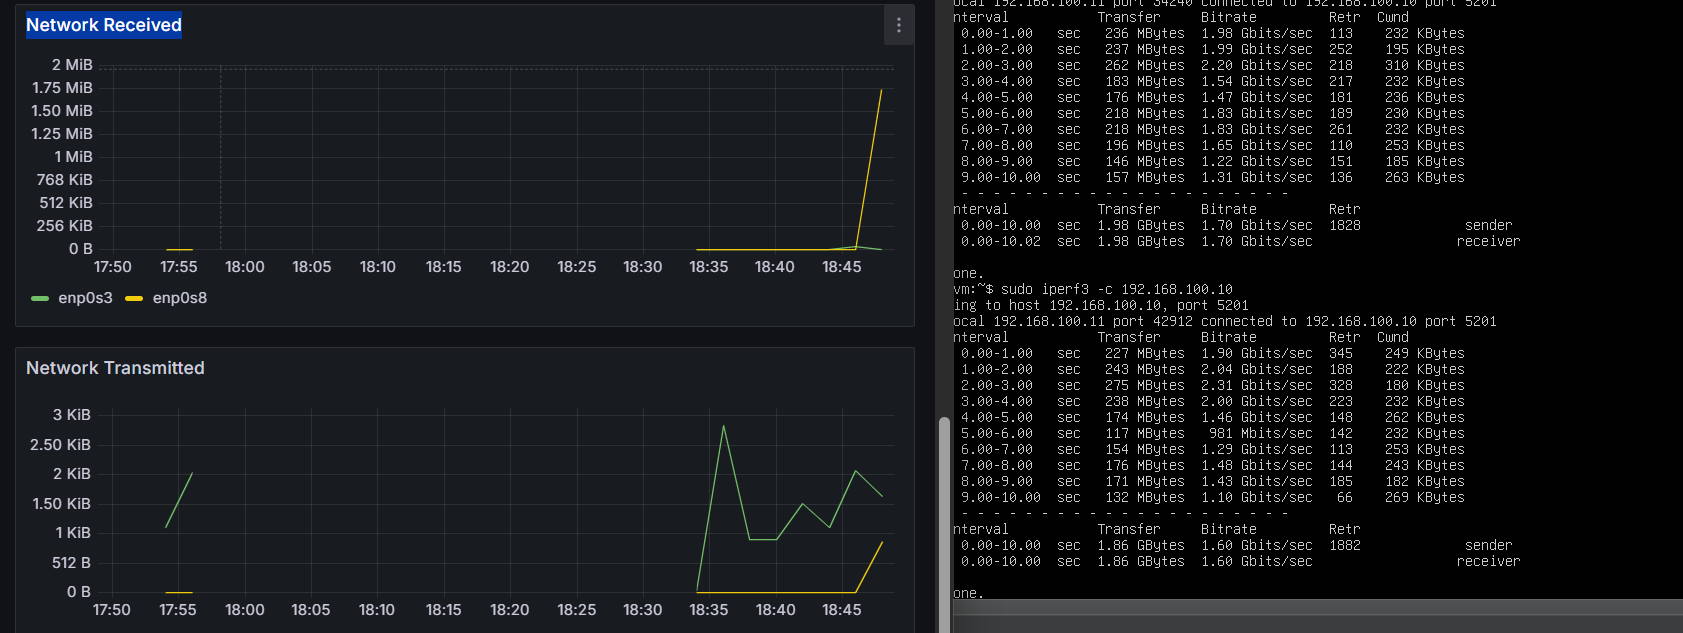 Network Received
2 MiB
1.75 MiB
1.50 MiB
1.25 MiB
1 MiB
768 KiB
512 KiB
256 KiB
0 B
17:50 17:55 18:00 18:05 18:10 18:15 18:20 18:25 18:30 18:35 18:40 18:45
enp0s3 enp0s8
Network Transmitted
3 KiB
2.50 KiB
2 KiB
1.50 KiB
1 KiB
512 B
0 B
17:50 17:55 18:00 18:05 18:10 18:15 18:20 18:25 18:30 18:35 18:40 18:45
ocal 192.168.100.11 port 34240 connected to 192.168.100.10 port 5201
nterval Transfer Bitrate Retr Cwnd
0.00-1.00 sec 236 MBytes 1.98 Gbits/sec 113 232 KBytes
1.00-2.00 sec 237 MBytes 1.99 Gbits/sec 252 195 KBytes
2.00-3.00 sec 262 MBytes 2.20 Gbits/sec 218 310 KBytes
3.00-4.00 sec 183 MBytes 1.54 Gbits/sec 217 232 KBytes
4.00-5.00 sec 176 MBytes 1.47 Gbits/sec 181 236 KBytes
5.00-6.00 sec 218 MBytes 1.83 Gbits/sec 189 230 KBytes
6.00-7.00 sec 218 MBytes 1.83 Gbits/sec 261 232 KBytes
7.00-8.00 sec 196 MBytes 1.65 Gbits/sec 110 253 KBytes
8.00-9.00 sec 146 MBytes 1.22 Gbits/sec 151 185 KBytes
9.00-10.00 sec 157 MBytes 1.31 Gbits/sec 136 263 KBytes
- - - - - - - - - - - - - - - - - - - - -
nterval Transfer Bitrate Retr
0.00-10.00 sec 1.98 GBytes 1.70 Gbits/sec 1828 sender
0.00-10.02 sec 1.98 GBytes 1.70 Gbits/sec receiver
one.
vm:~$ sudo iperf3 -c 192.168.100.10
ing to host 192.168.100.10, port 5201
ocal 192.168.100.11 port 42912 connected to 192.168.100.10 port 5201
nterval Transfer Bitrate Retr Cwnd
0.00-1.00 sec 227 MBytes 1.90 Gbits/sec 345 249 KBytes
1.00-2.00 sec 243 MBytes 2.04 Gbits/sec 188 222 KBytes
2.00-3.00 sec 275 MBytes 2.31 Gbits/sec 328 180 KBytes
3.00-4.00 sec 238 MBytes 2.00 Gbits/sec 223 232 KBytes
4.00-5.00 sec 174 MBytes 1.46 Gbits/sec 148 262 KBytes
5.00-6.00 sec 117 MBytes 981 Mbits/sec 142 232 KBytes
6.00-7.00 sec 154 MBytes 1.29 Gbits/sec 113 253 KBytes
7.00-8.00 sec 176 MBytes 1.48 Gbits/sec 144 243 KBytes
8.00-9.00 sec 171 MBytes 1.43 Gbits/sec 185 182 KBytes
9.00-10.00 sec 132 MBytes 1.10 Gbits/sec 66 269 KBytes
- - - - - - - - - - - - - - - - - - - - -
nterval Transfer Bitrate Retr
0.00-10.00 sec 1.86 GBytes 1.60 Gbits/sec 1882 sender
0.00-10.00 sec 1.86 GBytes 1.60 Gbits/sec receiver
one.